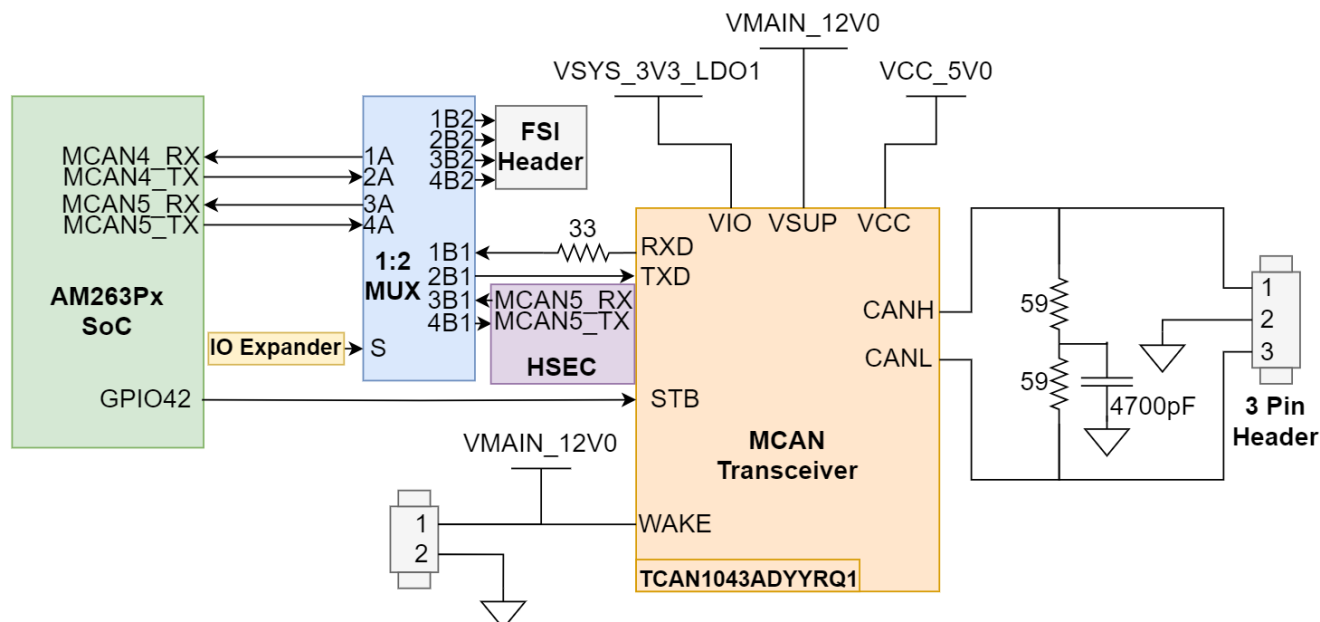 VMAIN_12V0
VSYS_3V3_LDO1
VCC_5V0
MCAN4_RX
MCAN4_TX
MCAN5_RX
MCAN5_TX
AM263Px
SoC
GPIO42
IO Expander
1A
2A
3A
4A
1:2
MUX
S
1B2
2B2
3B2
4B2
1B1
2B1
3B1
4B1
FSI
Header
33
MCAN5_RX
MCAN5_TX
HSEC
VIO
VSUP
VCC
RXD
TXD
CANH
CANL
STB
MCAN
Transceiver
WAKE
TCAN1043ADYYRQ1
VMAIN_12V0
1
2
59
59
4700pF
1
2
3
3 Pin
Header